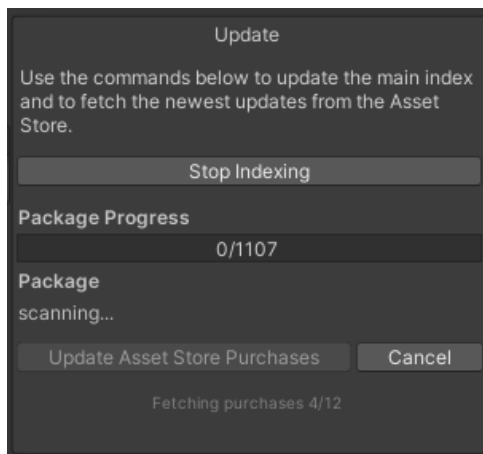 Update
Use the commands below to update the main index
and to fetch the newest updates from the Asset
Store.
Stop Indexing
Package Progress
0/1107
Package
scanning...
Update Asset Store Purchases
Cancel
Fetching purchases 4/12